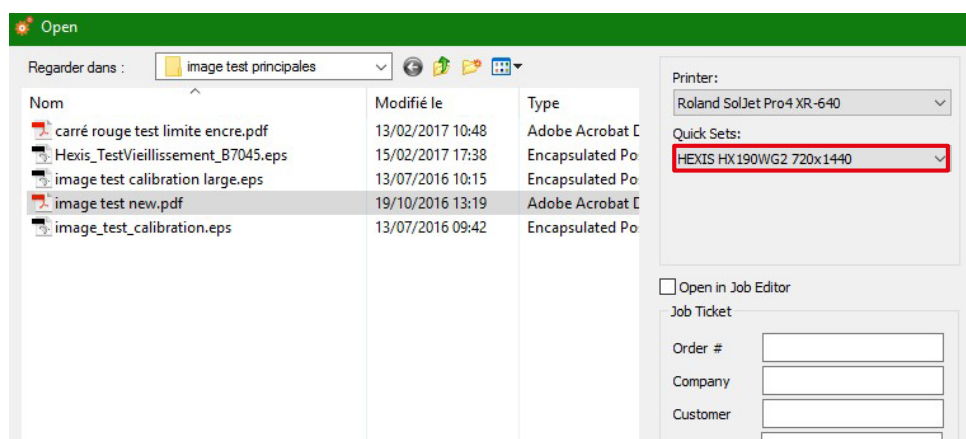 Open
Regarder dans :
image test principales
Nom
Modifié le
Type
carré rouge test limite encre.pdf 13/02/2017 10:48 Adobe Acrobat D
Hexis_TestVieillissement_B7045.eps 15/02/2017 17:38 Encapsulated Po
image test calibration large.eps 13/07/2016 10:15 Encapsulated Po
image test new.pdf 19/10/2016 13:19 Adobe Acrobat D
image_test_calibration.eps 13/07/2016 09:42 Encapsulated Po
Printer:
Roland SolJet Pro4 XR-640
Quick Sets:
HEXIS HX190WG2 720x1440
Open in Job Editor
Job Ticket
Order #
Company
Customer